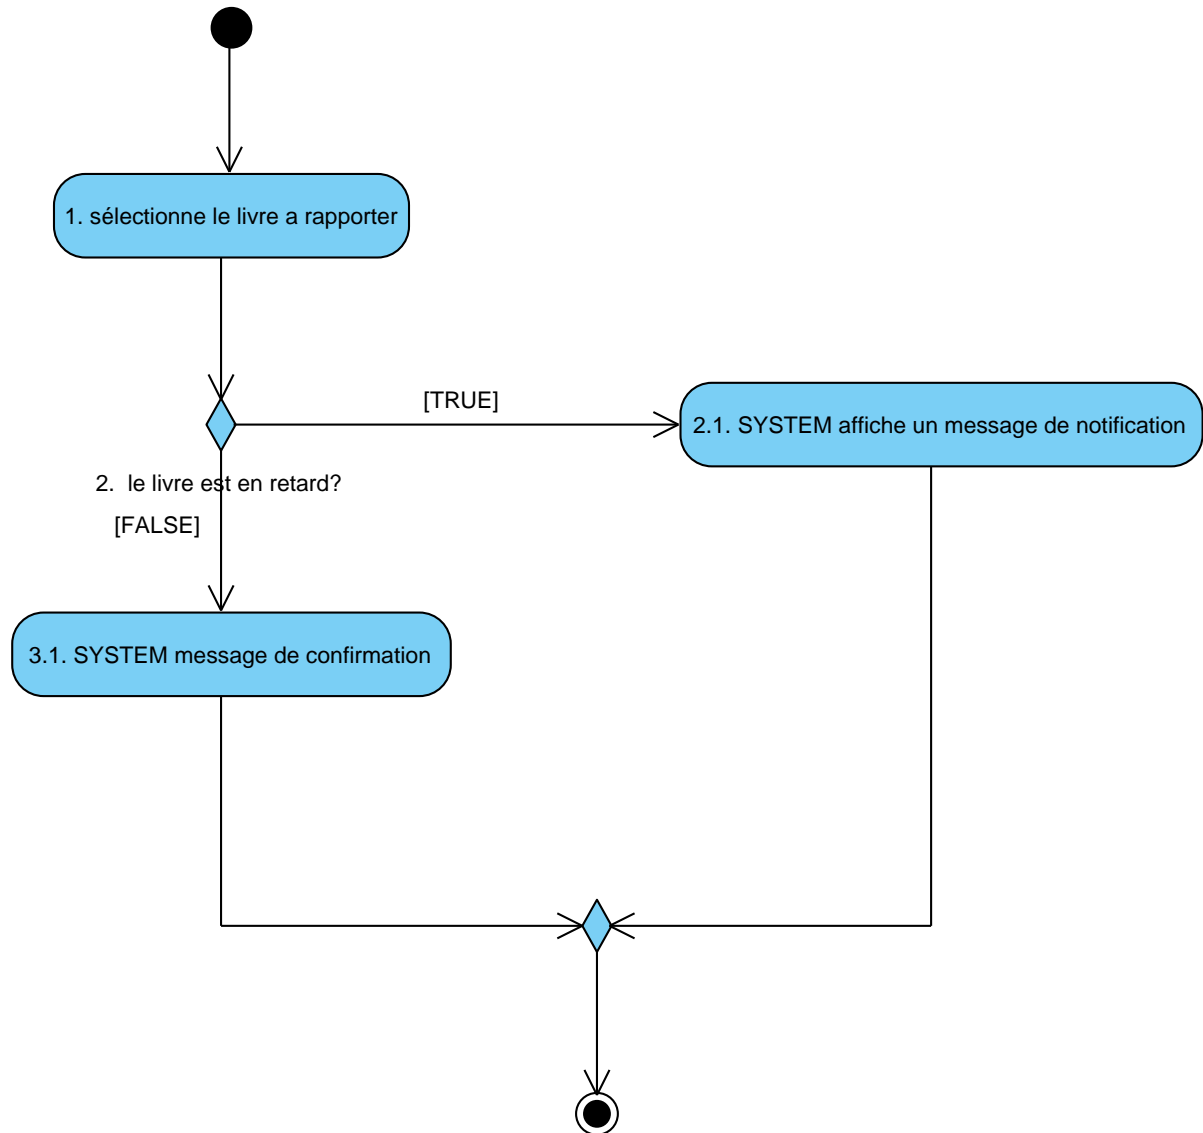 1. sélectionne le livre a rapporter
[TRUE]
2.1. SYSTEM affiche un message de notification
2.  le livre est en retard?
[FALSE]
3.1. SYSTEM message de confirmation